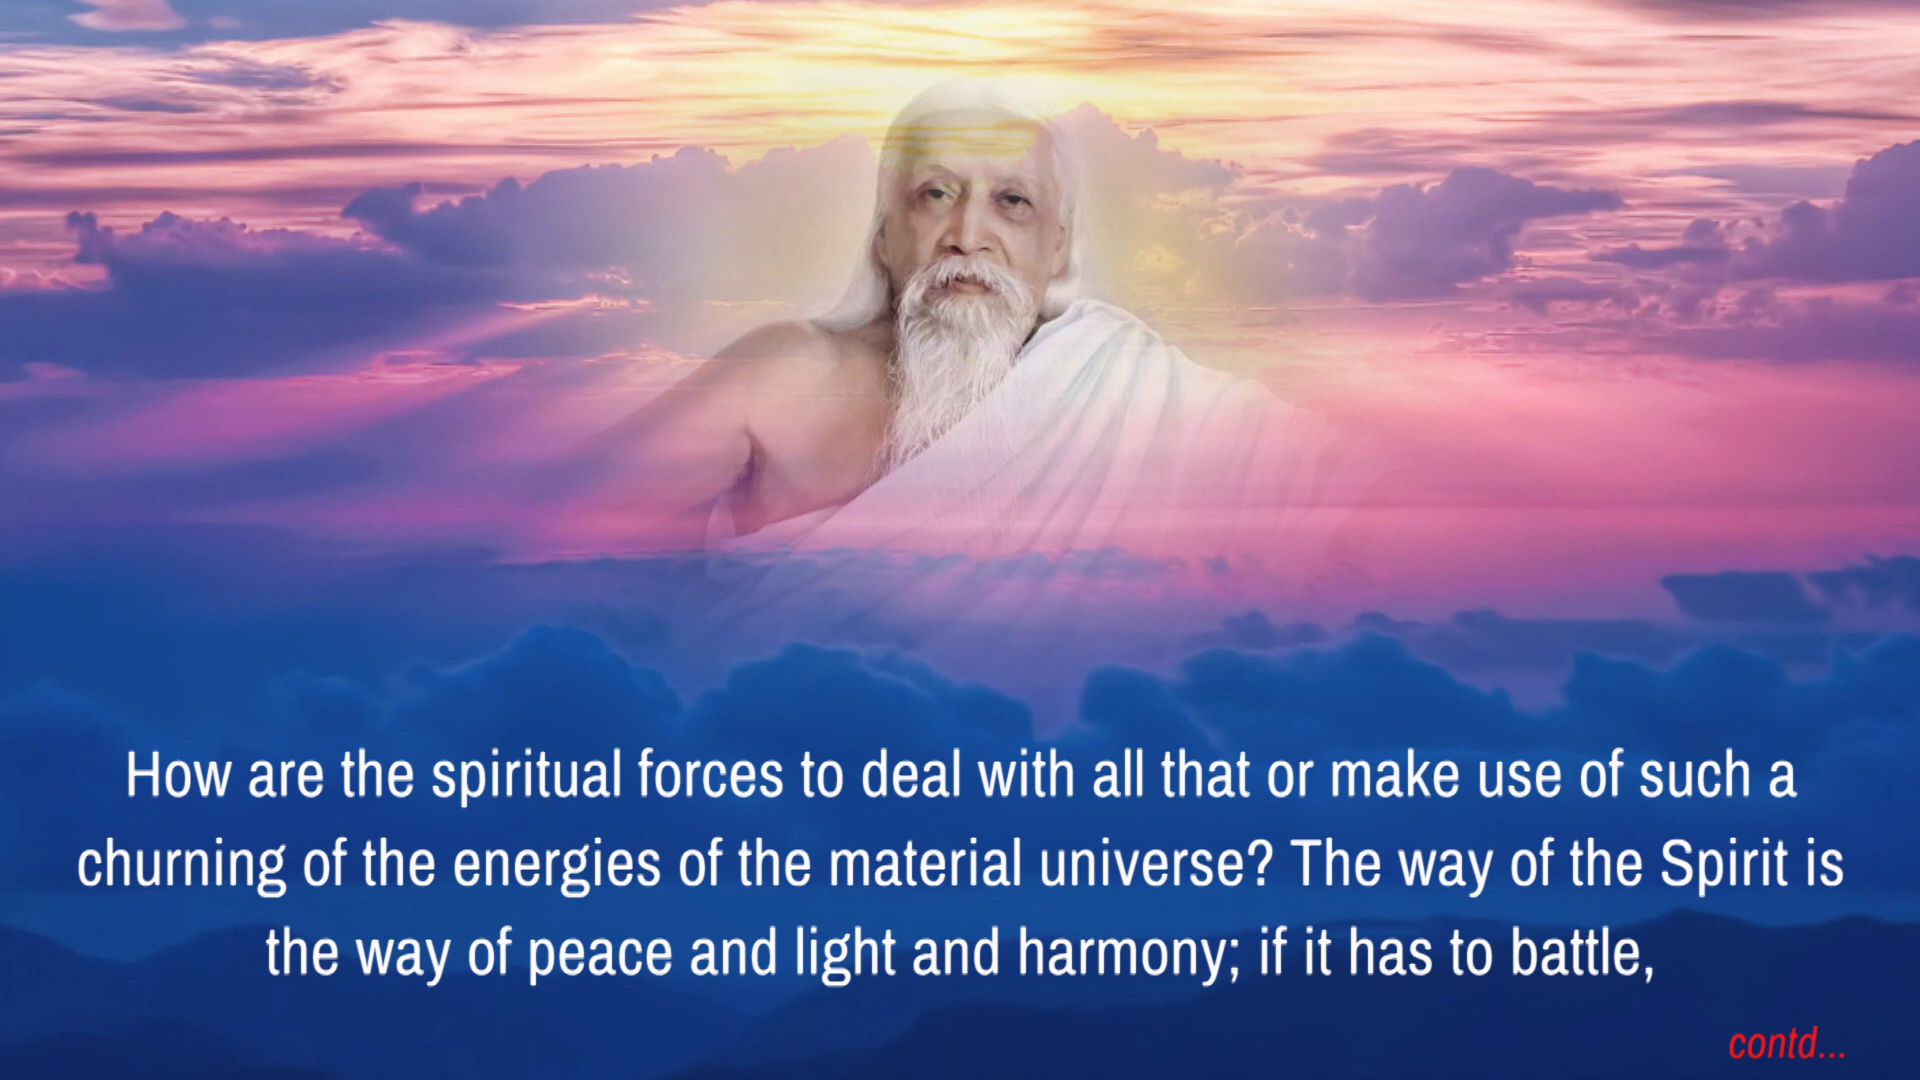 How are the spiritual forces to deal with all that or make use of such a
churning of the energies of the material universe? The way of the Spirit is
the way of peace and light and harmony; if it has to battle,
contd...